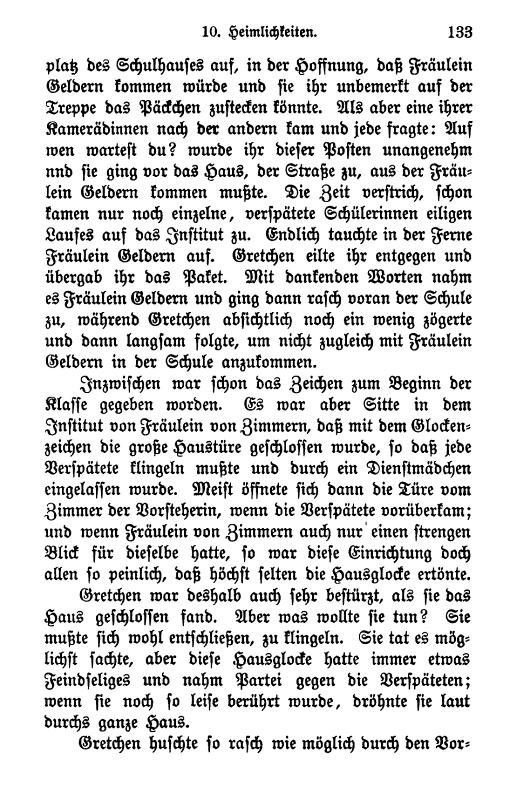 10. Heimlichkeiten. 133
platz des Schulhauses auf, in der Hoffnung, daß Fräulein
Geldern kommen würde und sie ihr unbemerkt auf der
Treppe das Päckchen zustecken könnte. Als aber eine ihrer
Kamerädinnen nach der andern kam und jede fragte: Auf
wen wartest du? wurde ihr dieser Posten unangenehm
nnd sie ging vor das Haus, der Straße zu, aus der Fräu-
lein Geldern kommen mußte. Die Zeit verstrich, schon
kamen nur noch einzelne, verspätete Schülerinnen eiligen
Laufes auf das Institut zu. Endlich tauchte in der Ferne
Fräulein Geldern auf. Gretchen eilte ihr entgegen und
übergab ihr das Paket. Mit dankenden Worten nahm
es Fräulein Geldern und ging dann rasch voran der Schule
zu, während Gretchen absichtlich noch ein wenig zögerte
und dann langsam folgte, um nicht zugleich mit Fräulein
Geldern in der Schule anzukommen.
Inzwischen war schon das Zeichen zum Beginn der
Klasse gegeben worden. Es war aber Sitte in dem
Institut von Fräulein von Zimmern, daß mit dem Glocken-
zeichen die große Haustüre geschlossen wurde, so daß jede
Verspätete klingeln mußte und durch ein Dienstmädchen
eingelassen wurde. Meist öffnete sich dann die Türe vom
Zimmer der Vorsteherin, wenn die Verspätete vorüberkam;
und wenn Fräulein von Zimmern auch nur einen strengen
Blick für dieselbe hatte, so war diese Einrichtung doch
allen so peinlich, daß höchst selten die Hausglocke ertönte.
Gretchen war deshalb auch sehr bestürzt, als sie das
Haus geschlossen fand. Aber was wollte sie tun? Sie
mußte sich wohl entschließen, zu klingeln. Sie tat es mög-
lichst sachte, aber diese Hausglocke hatte immer etwas
Feindseliges und nahm Partei gegen die Verspäteten;
wenn sie noch so leise berührt wurde, dröhnte sie laut
durchs ganze Haus.
Gretchen huschte so rasch wie möglich durch den Vor-